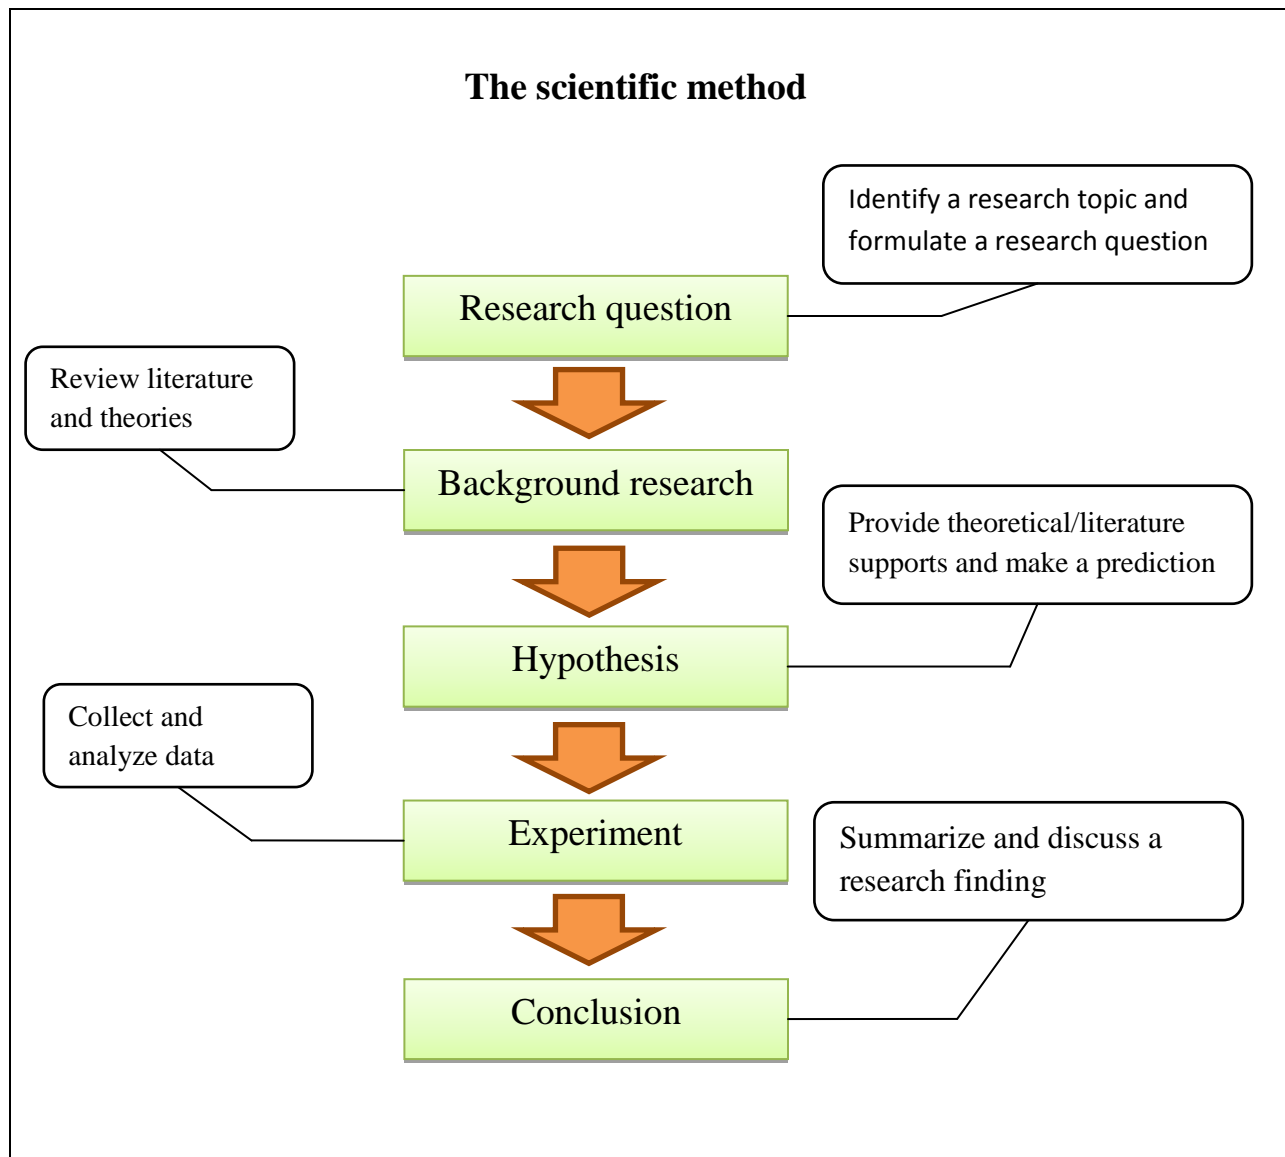 The scientific method
Identify a research topic and
formulate a research question
Research question
Review literature
and theories
Background research
Provide theoretical/literature
supports and make a prediction
Hypothesis
Collect and
analyze data
Experiment
Summarize and discuss a
research finding
Conclusion